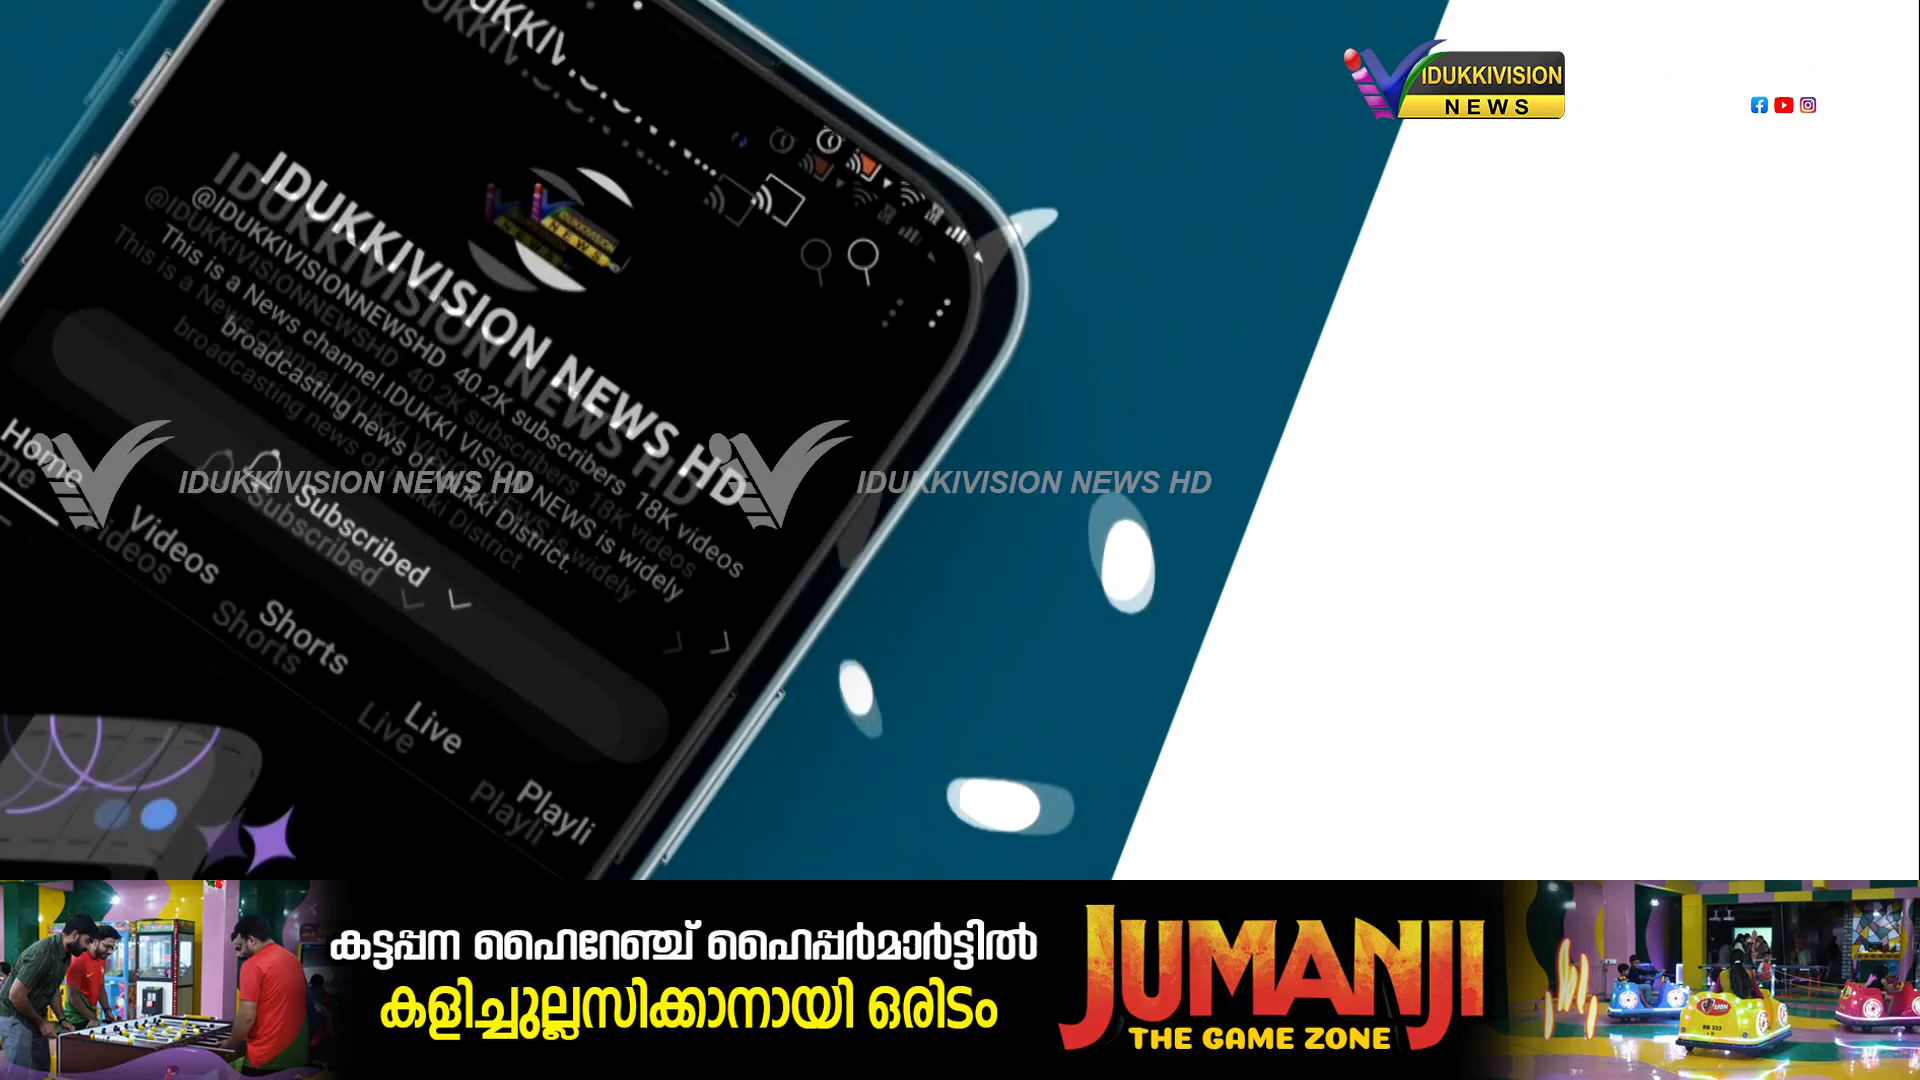 IDUKKIVISION
NEWS
IDUKKIVISION NEWS HD
@IDUKKIVISIONNEWSHD 40.2K subscribers 18K videos
This is a News channel.IDUKKI VISION NEWS is widely
broadcasting news of Idukki District.
Subscribed
Home
Videos
Shorts
Live
Playli
IDUKKIVISION NEWS HD
IDUKKIVISION NEWS HD
കട്ടപ്പന ഹൈറേഞ്ച് ഹൈപ്പർമാർട്ടിൽ
കളിച്ചുല്ലസിക്കാനായി ഒരിടം
JUMANJI
THE GAME ZONE